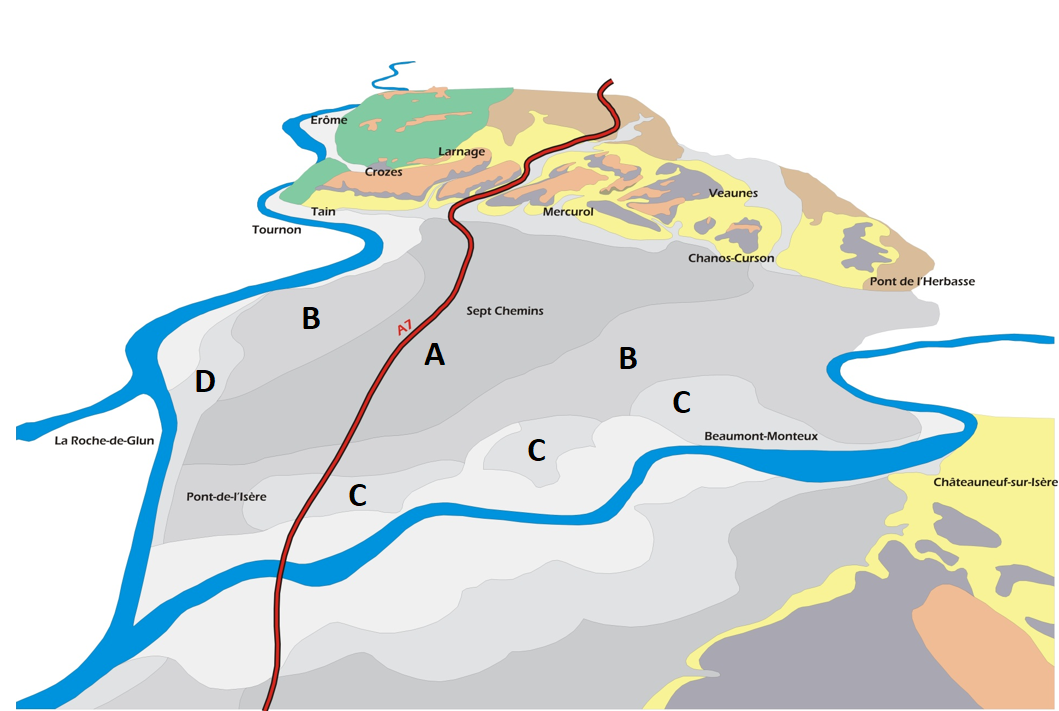 Erôme
Larnage
Crozes
Veaunes
Tain
Mercurol
Tournon
Chanos-Curson
Pont de l'Herbasse
Sept Chemins
B
A7
A
B
D
C
La Roche-de-Glun
Beaumont-Monteux
C
Châteauneuf-sur-Isère
Pont-de-l'Isère
C